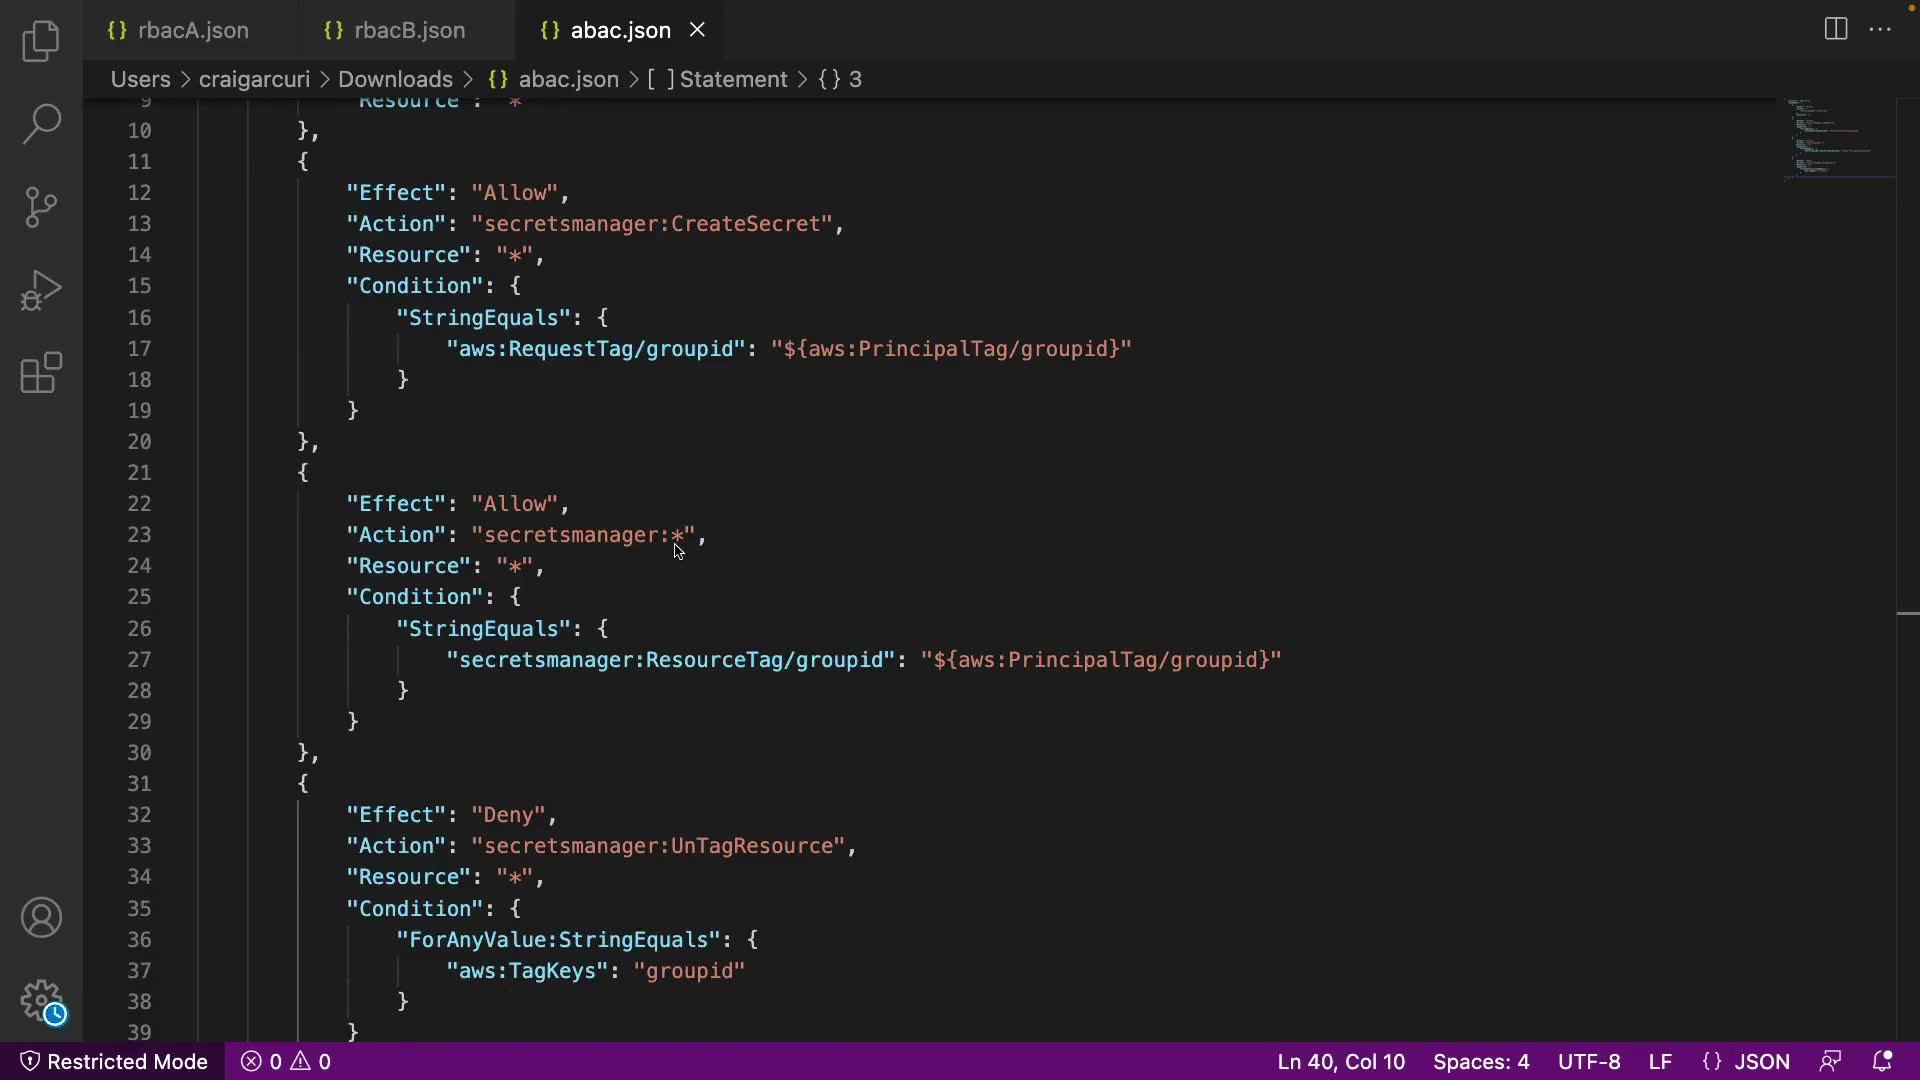 rbacA.json
rbacB.json
abac.json
Users > craigarcuri > Downloads > {} abac.json > [ ] Statement > {} 3
9 "Resource": "*"
10 },
11 {
12 "Effect": "Allow",
13 "Action": "secretsmanager:CreateSecret",
14 "Resource": "*",
15 "Condition": {
16 "StringEquals": {
17 "aws:RequestTag/groupid": "${aws:PrincipalTag/groupid}"
18 }
19 }
20 },
21 {
22 "Effect": "Allow",
23 "Action": "secretsmanager:*",
24 "Resource": "*",
25 "Condition": {
26 "StringEquals": {
27 "secretsmanager:ResourceTag/groupid": "${aws:PrincipalTag/groupid}"
28 }
29 }
30 },
31 {
32 "Effect": "Deny",
33 "Action": "secretsmanager:UnTagResource",
34 "Resource": "*",
35 "Condition": {
36 "ForAnyValue:StringEquals": {
37 "aws:TagKeys": "groupid"
38 }
39 }
Restricted Mode 0 0 Ln 40, Col 10 Spaces: 4 UTF-8 LF {} JSON